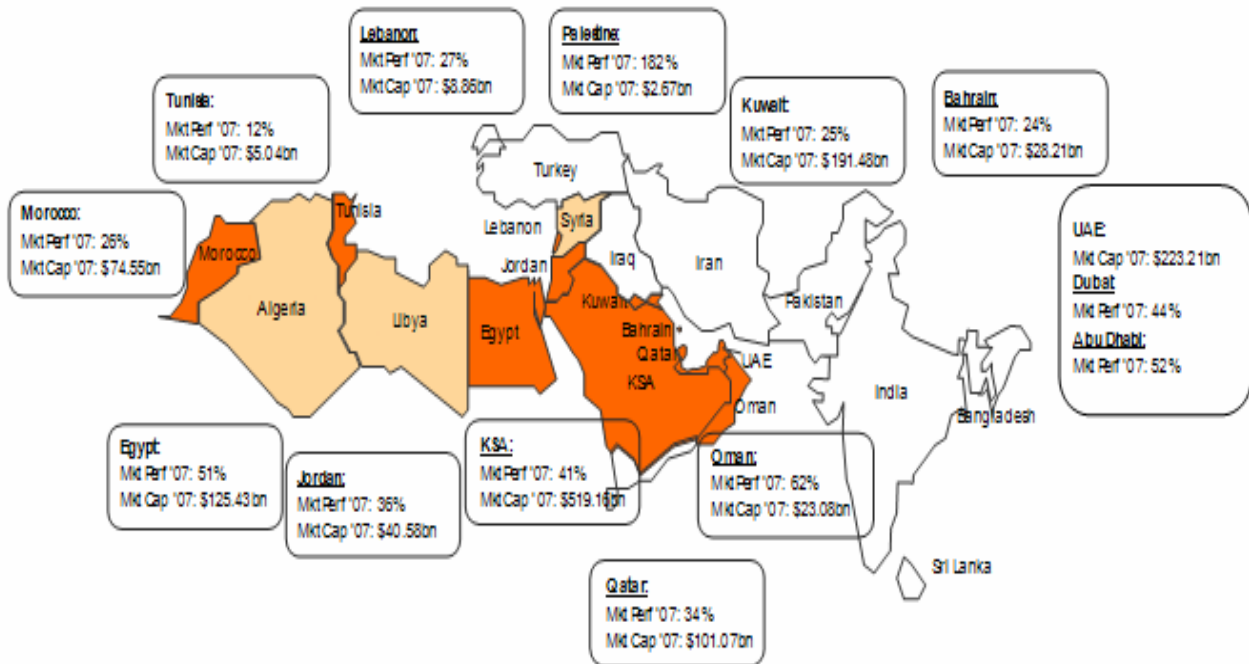 Lebanon:
Mkt Perf "07: 27%
Mkt Cap "07: $8.86bn
Palestine:
Mkt Perf "07: 182%
Mkt Cap "07: $2.67bn
Tunisia:
Mkt Perf "07: 12%
Mkt Cap "07: $5.04bn
Kuwait:
Mkt Perf "07: 25%
Mkt Cap "07: $191.48bn
Bahrain:
Mkt Perf "07: 24%
Mkt Cap "07: $28.21bn
Morocco:
Mkt Perf "07: 26%
Mkt Cap "07: $74.55bn
UAE:
Mkt Cap "07: $223.21bn
Dubai:
Mkt Perf "07: 44%
Abu Dhabi:
Mkt Perf "07: 52%
Turkey
Tunisia
Lebanon
Syria
Morocco
Jordan
Iraq
Iran
Algeria
Libya
Egypt
Kuwait
Bahrain
Qatar
KSA
UAE
Oman
Pakistan
India
Bangladesh
Sri Lanka
Egypt:
Mkt Perf "07: 51%
Mkt Cap "07: $125.43bn
Jordan:
Mkt Perf "07: 36%
Mkt Cap "07: $40.58bn
KSA:
Mkt Perf "07: 41%
Mkt Cap "07: $519.16bn
Oman:
Mkt Perf "07: 62%
Mkt Cap "07: $23.08bn
Qatar:
Mkt Perf "07: 34%
Mkt Cap "07: $101.07bn